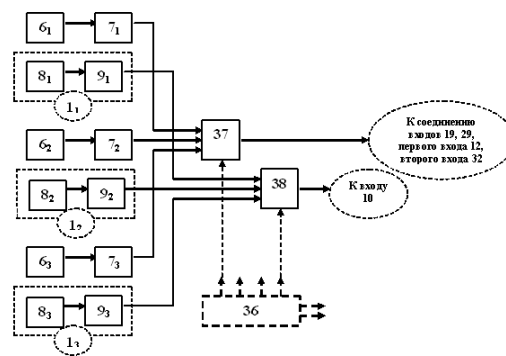 6₁ 7₁
8₁ 9₁
1₁
6₂ 7₂
37
К соединению
входов 19, 29,
первого входа 12,
второго входа 32
8₂ 9₂
38
К входу
10
1₂
6₃ 7₃
8₃ 9₃
36
1₃